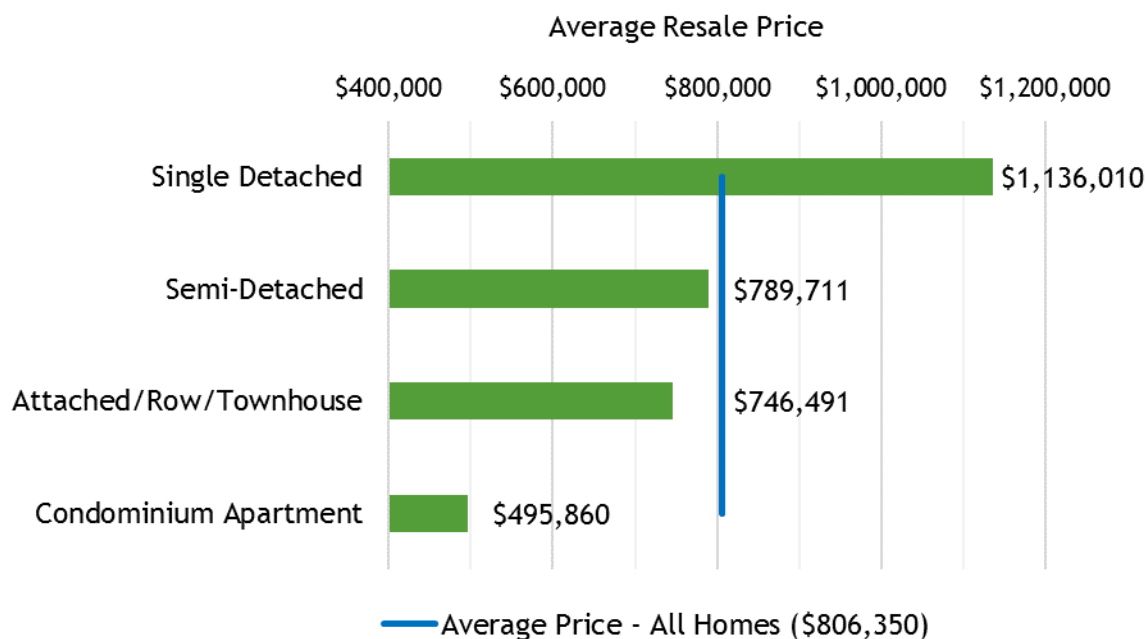 Average Resale Price
$400,000 $600,000 $800,000 $1,000,000 $1,200,000
Single Detached $1,136,010
Semi-Detached $789,711
Attached/Row/Townhouse $746,491
Condominium Apartment $495,860
Average Price - All Homes ($806,350)